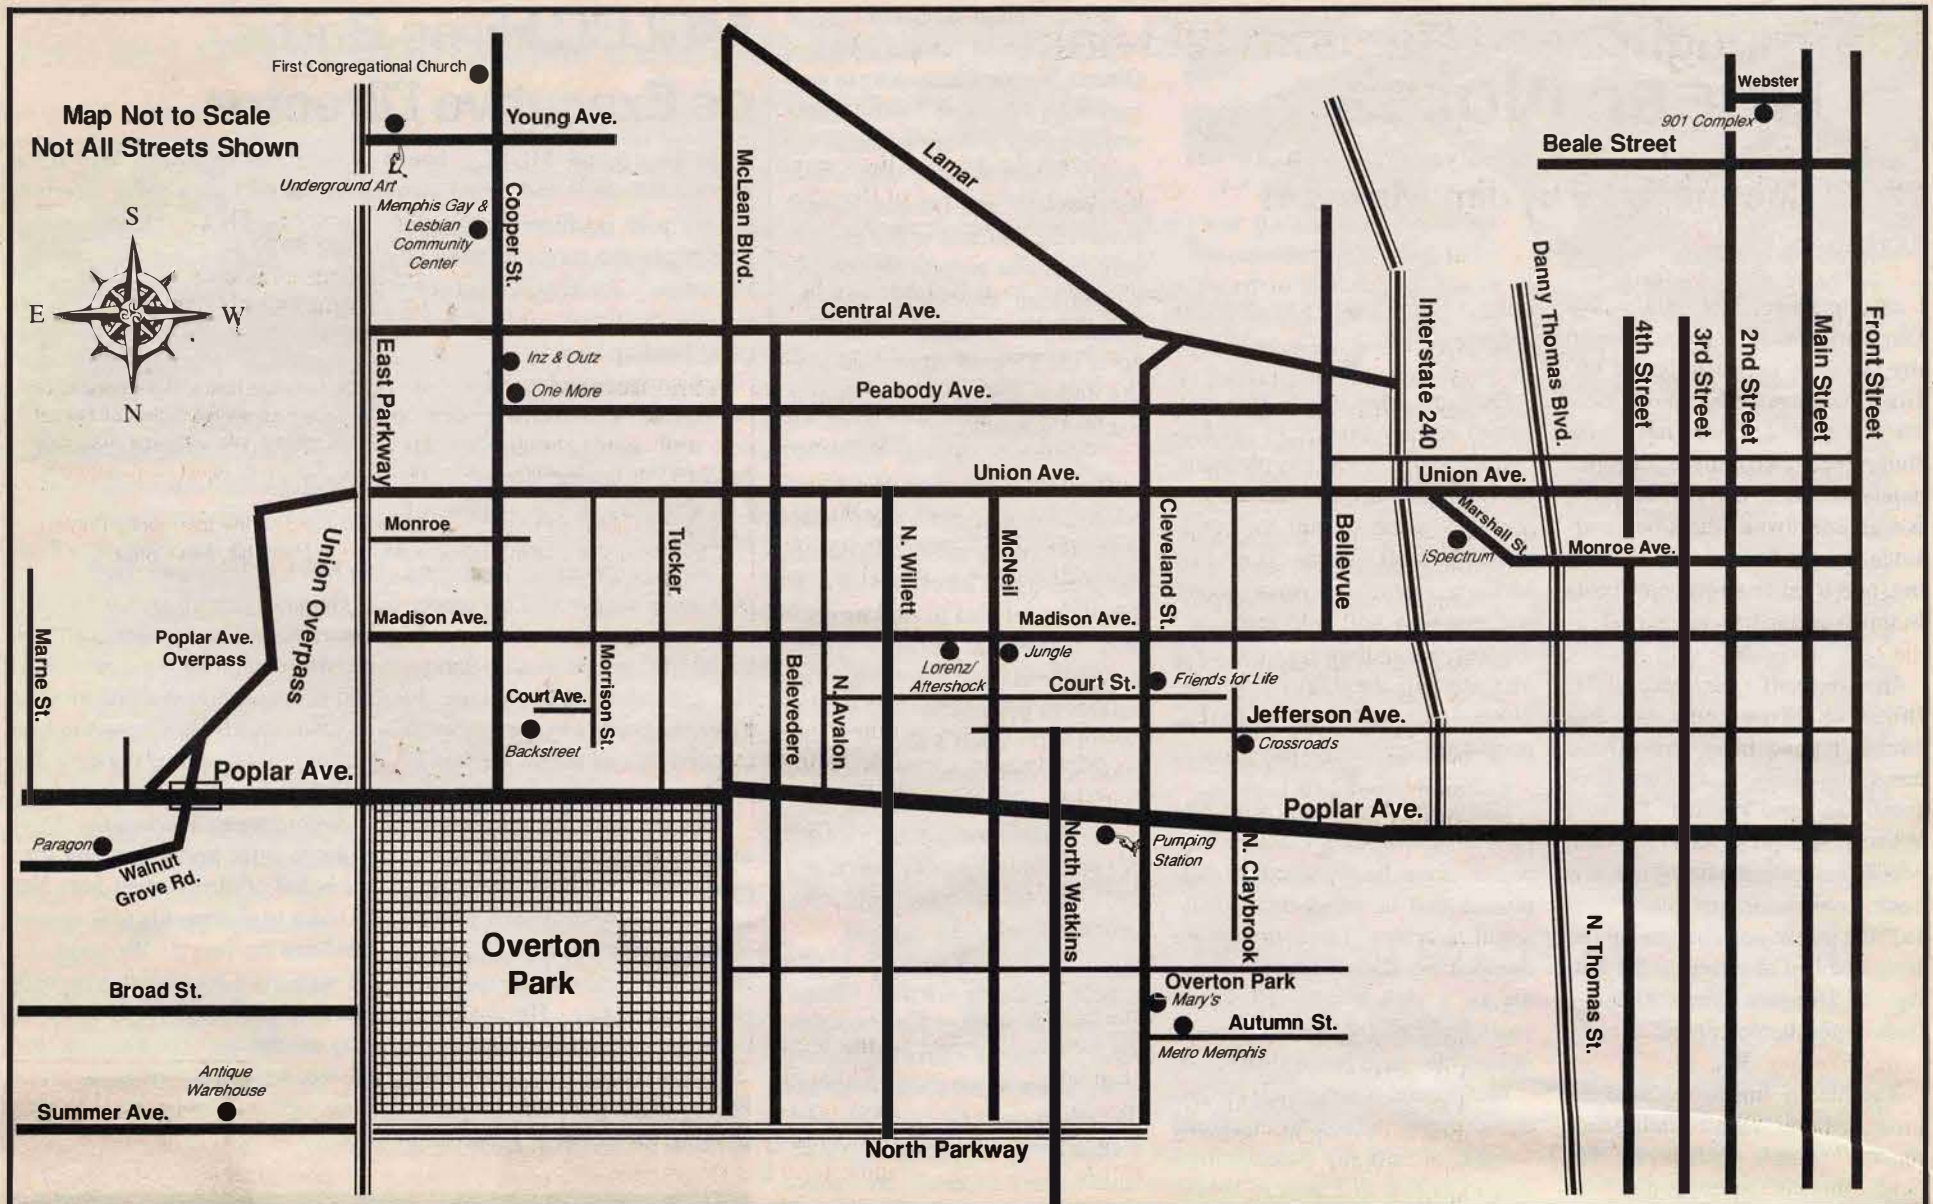 First Congregational Church
Map Not to Scale
Not All Streets Shown
Young Ave.
Underground Art
Memphis Gay &
Lesbian
Community
Center
Cooper St.
McLean Blvd.
Lamar
Webster
901 Complex
Beale Street
S
E
W
N
Central Ave.
East Parkway
Inz & Outz
One More
Peabody Ave.
Interstate 240
Danny Thomas Blvd.
4th Street
3rd Street
2nd Street
Main Street
Front Street
Union Ave.
Union Ave.
Monroe
Union Overpass
Tucker
N. Willett
McNeil
Cleveland St.
Bellevue
Marshall St.
iSpectrum
Monroe Ave.
Marne St.
Poplar Ave.
Overpass
Madison Ave.
Madison Ave.
Morrison St.
Court Ave.
Backstreet
Belevedere
N. Avalon
Lorenz/
Aftershock
Jungle
Court St.
Friends for Life
Jefferson Ave.
Crossroads
Poplar Ave.
Poplar Ave.
Paragon
Walnut
Grove Rd.
North Watkins
Pumping
Station
N. Claybrook
N. Thomas St.
Overton
Park
Overton Park
Mary's
Autumn St.
Metro Memphis
Broad St.
Antique
Warehouse
Summer Ave.
North Parkway